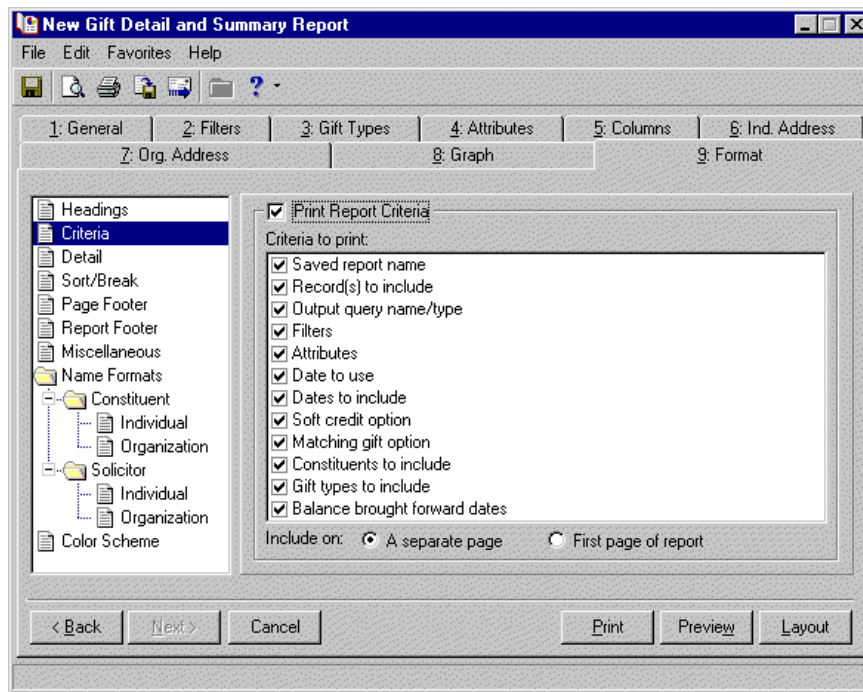 New Gift Detail and Summary Report
File Edit Favorites Help
?
1: General 2: Filters 3: Gift Types 4: Attributes 5: Columns 6: Ind. Address
7: Org. Address 8: Graph 9: Format
Headings
Criteria
Detail
Sort/Break
Page Footer
Report Footer
Miscellaneous
Name Formats
Constituent
Individual
Organization
Solicitor
Individual
Organization
Color Scheme
Print Report Criteria
Criteria to print:
Saved report name
Record(s) to include
Output query name/type
Filters
Attributes
Date to use
Dates to include
Soft credit option
Matching gift option
Constituents to include
Gift types to include
Balance brought forward dates
Include on: A separate page First page of report
< Back Next > Cancel Print Preview Layout